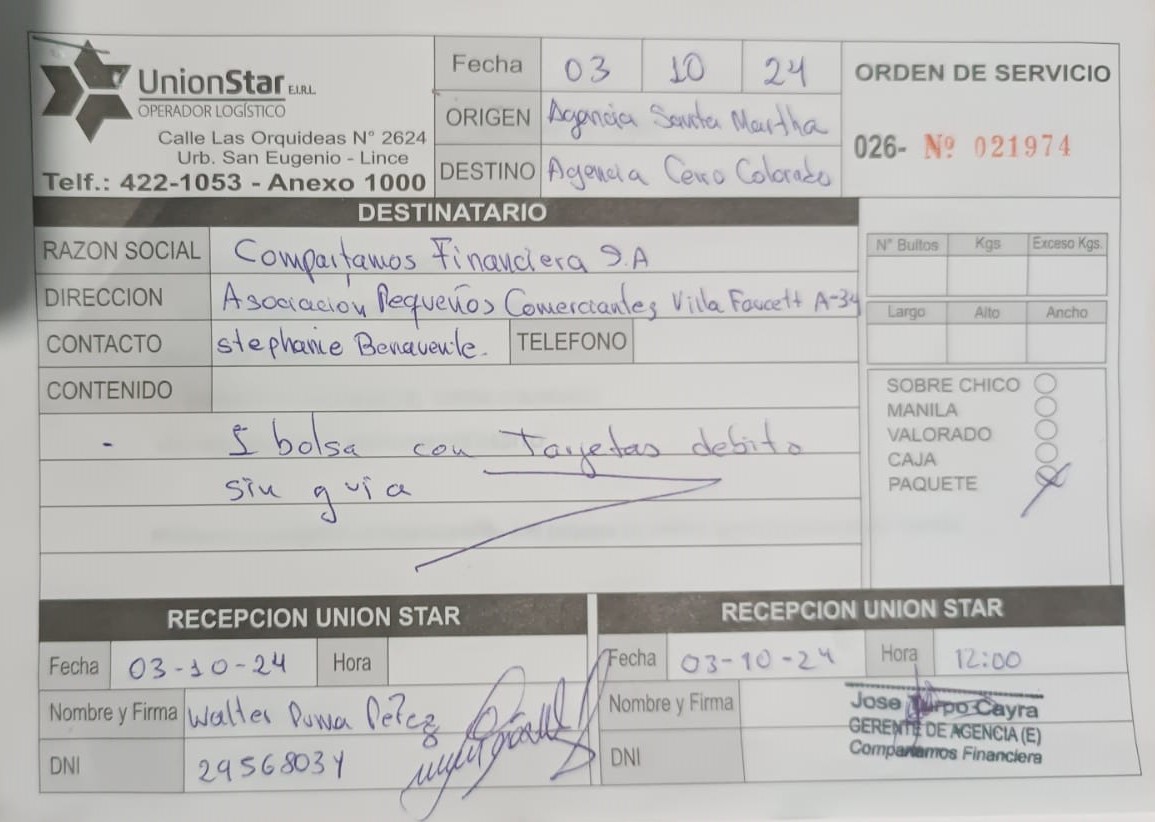 UnionStar E.I.R.L.
OPERADOR LOGÍSTICO
Calle Las Orquideas N° 2624
Urb. San Eugenio - Lince
Telf.: 422-1053 - Anexo 1000
Fecha 03 10 24
ORIGEN Agencia Santa Martha
DESTINO Agencia Cerro Colorado
ORDEN DE SERVICIO
026- Nº 021974
DESTINATARIO
RAZON SOCIAL Compartamos Financiera S.A
DIRECCION Asociacion Pequeños Comerciantes Villa Faucett A-34
CONTACTO stephanie Benavente. TELEFONO
CONTENIDO
- 1 bolsa con Tarjetas debito
sin guia
N° Bultos Kgs Exceso Kgs.
Largo Alto Ancho
SOBRE CHICO
MANILA
VALORADO
CAJA
PAQUETE
RECEPCION UNION STAR
Fecha 03-10-24 Hora
Nombre y Firma Walter Puma Perez
DNI 29568034
RECEPCION UNION STAR
Fecha 03-10-24 Hora 12:00
Nombre y Firma
DNI
Jose Cayra
GERENTE DE AGENCIA (E)
Compartamos Financiera